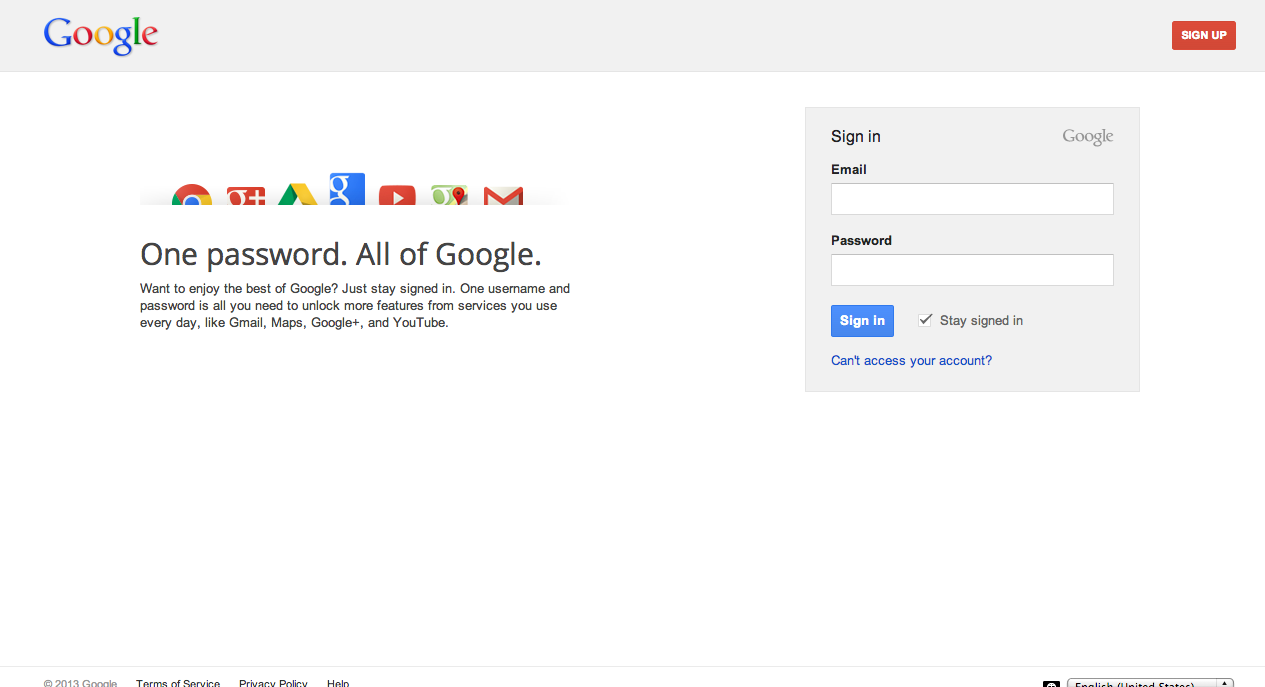 Google
SIGN UP
One password. All of Google.
Want to enjoy the best of Google? Just stay signed in. One username and
password is all you need to unlock more features from services you use
every day, like Gmail, Maps, Google+, and YouTube.
Sign in
Google
Email
Password
Sign in
Stay signed in
Can't access your account?
© 2013 Google Terms of Service Privacy Policy Help
English (United States)